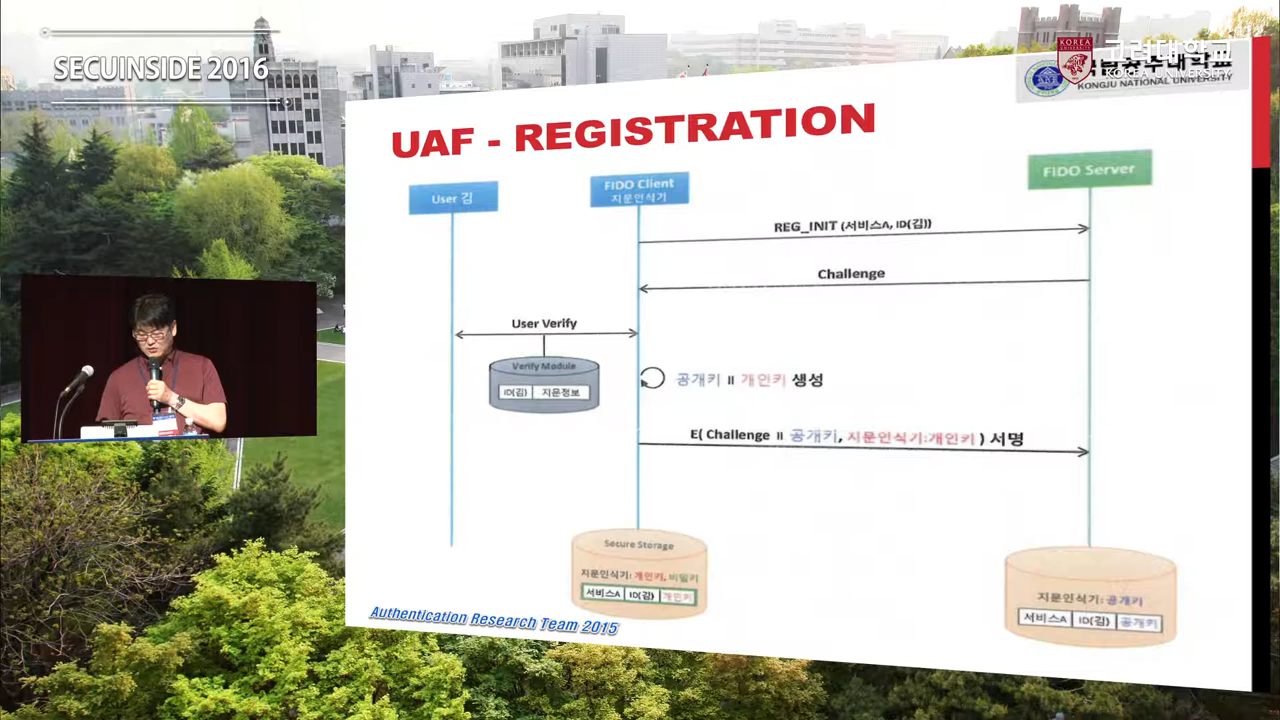 SECUINSIDE 2016
고려대학교
KOREA UNIVERSITY
KOREA
KONGJU NATIONAL UNIVERSITY
UAF - REGISTRATION
User 김
FIDO Client
지문인식기
FIDO Server
REG_INIT (서비스A, ID(김))
Challenge
User Verify
Verify Module
ID(김) 지문정보
공개키 || 개인키 생성
E( Challenge || 공개키, 지문인식기:개인키 ) 서명
Secure Storage
지문인식기: 개인키, 비밀키
서비스A ID(김) 개인키
지문인식기: 공개키
서비스A ID(김) 공개키
Authentication Research Team 2015